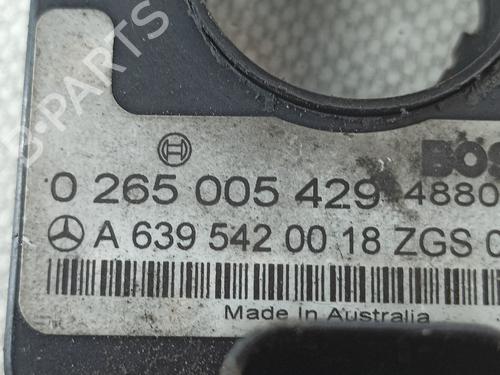 BOS
0 265 005 429 4880
A 639 542 00 18 ZGS 0
Made In Australia
B-PARTS